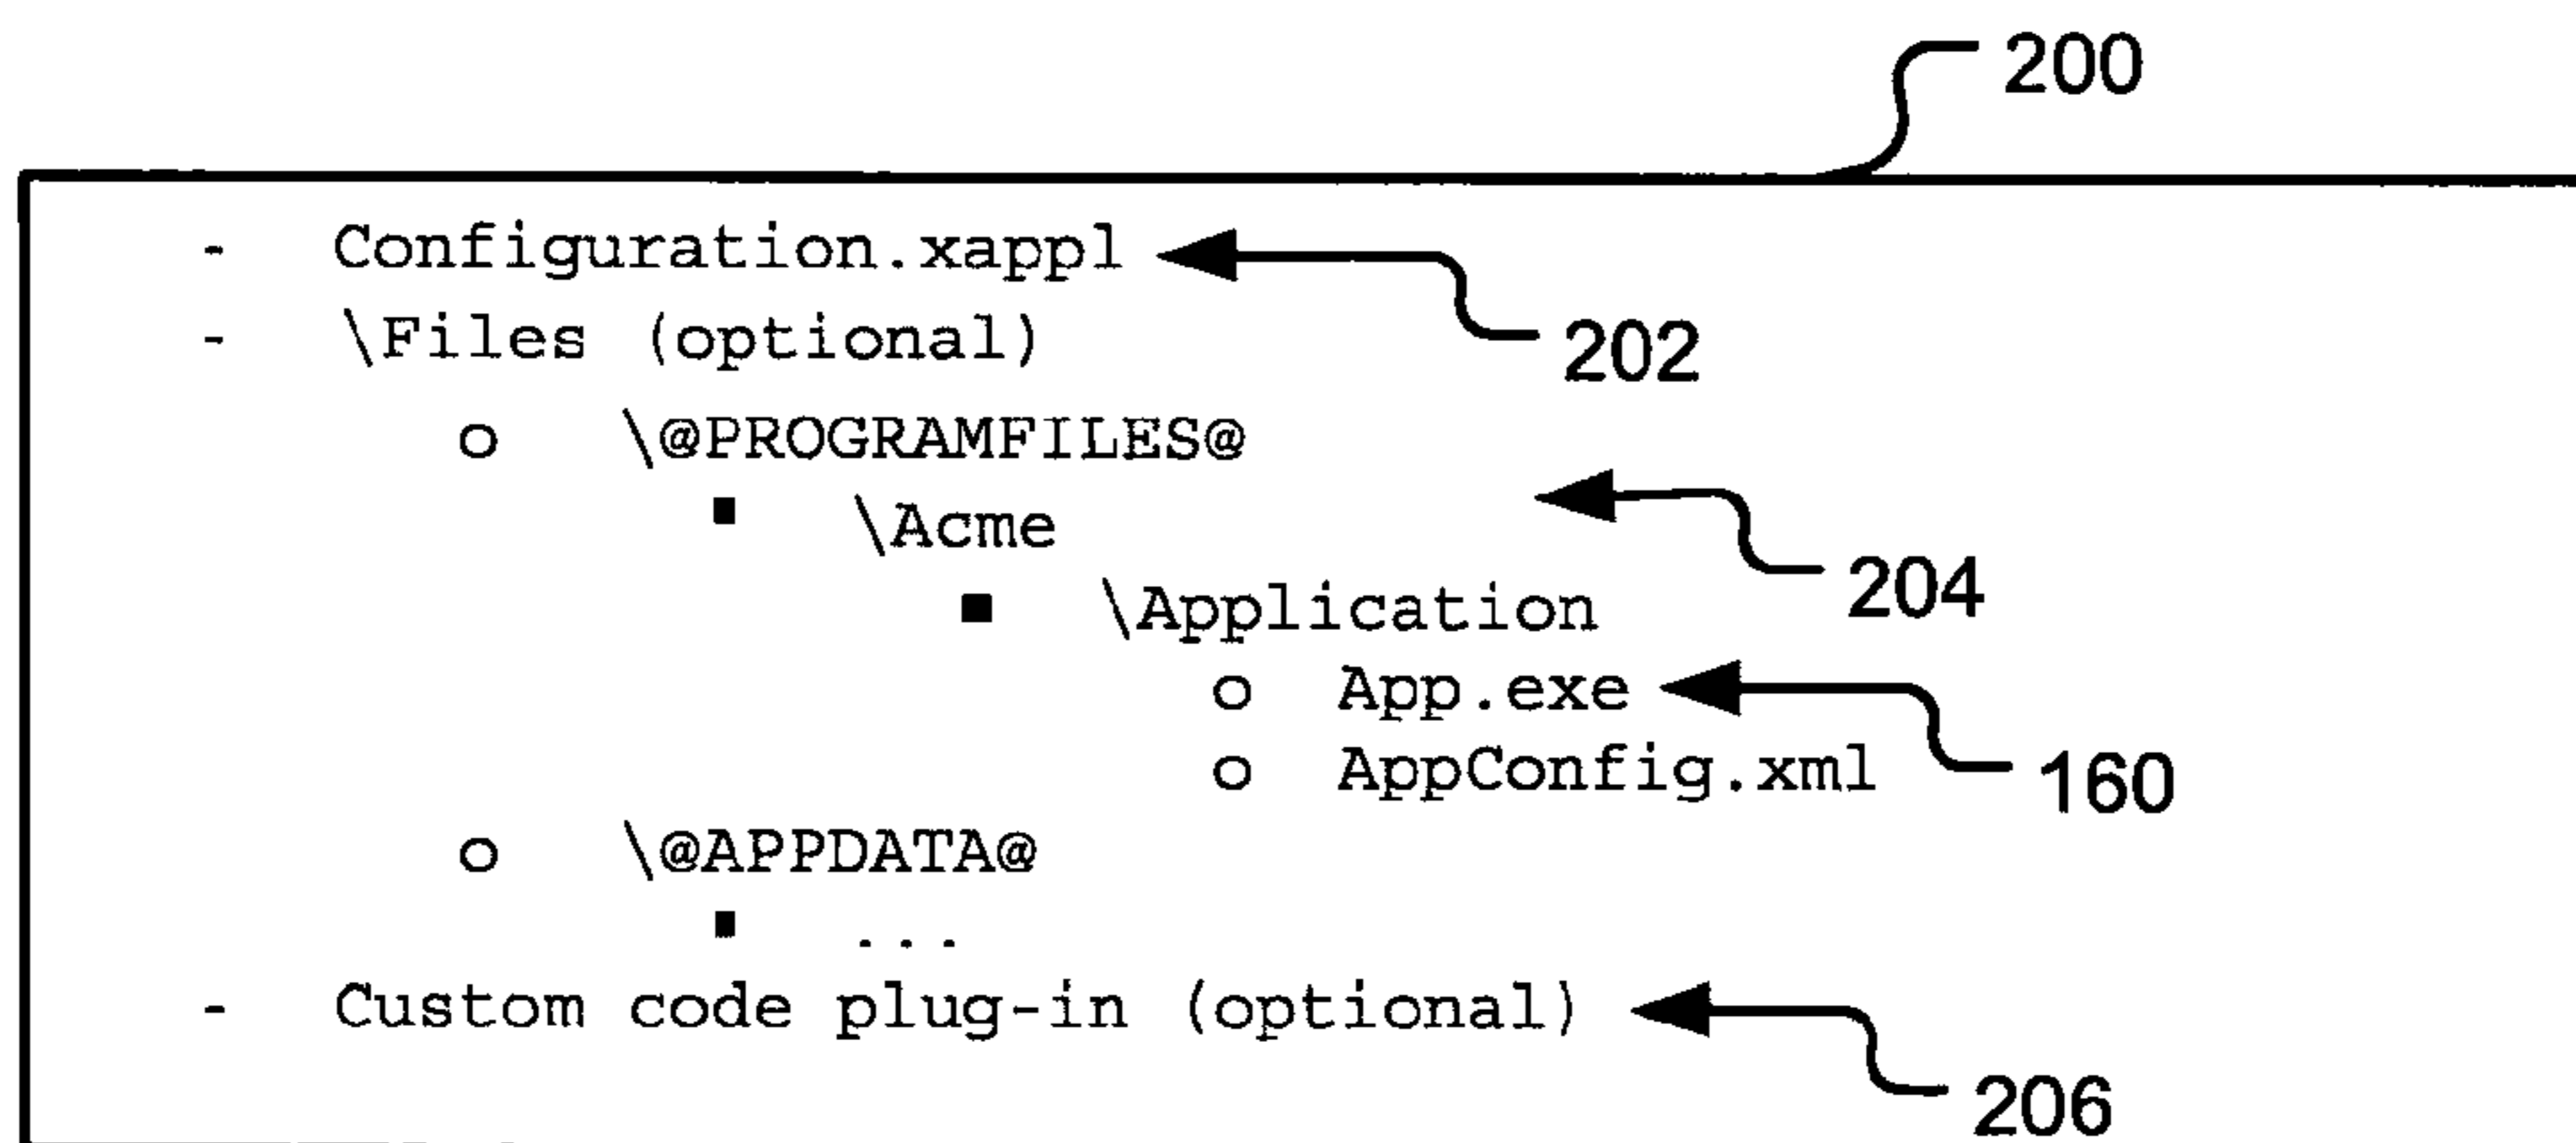 200
- Configuration.xappl
- \Files (optional)
202
o \@PROGRAMFILES@
▪ \Acme
204
▪ \Application
o App.exe
o AppConfig.xml
160
o \@APPDATA@
▪ ...
- Custom code plug-in (optional)
206